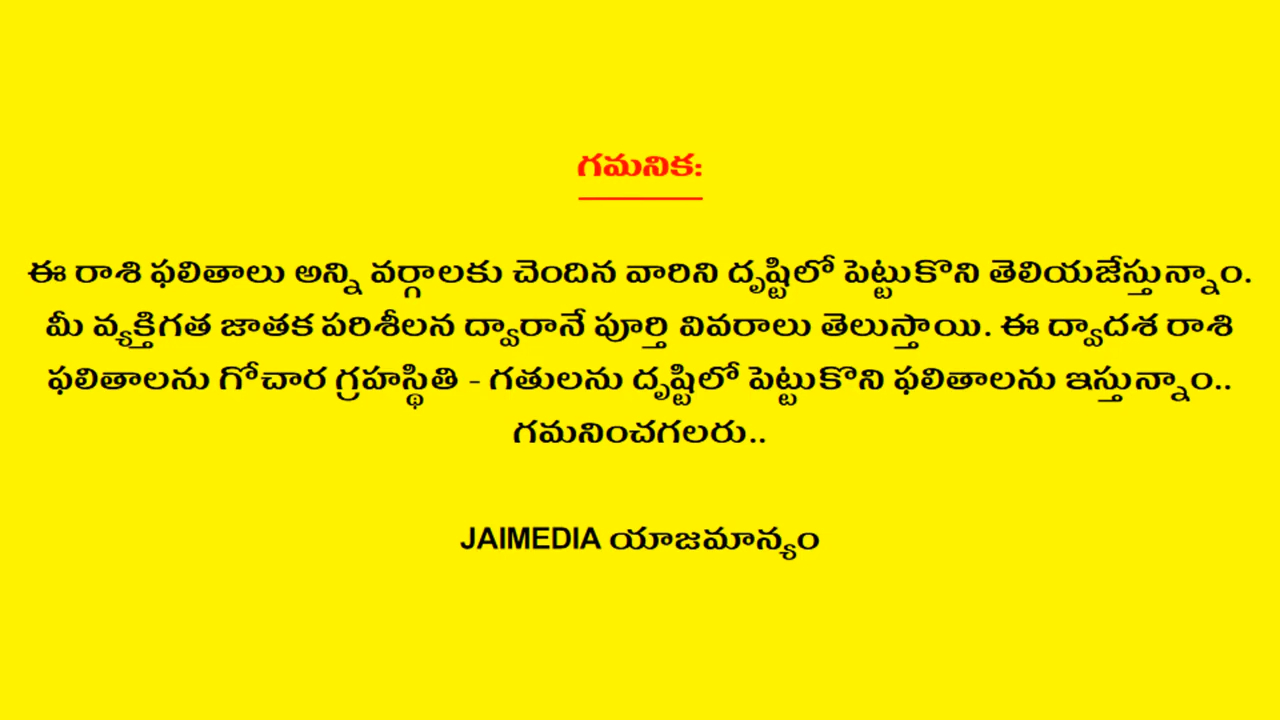 గమనిక:
ఈ రాశి ఫలితాలు అన్ని వర్గాలకు చెందిన వారిని దృష్టిలో పెట్టుకొని తెలియజేస్తున్నాం.
మీ వ్యక్తిగత జాతక పరిశీలన ద్వారానే పూర్తి వివరాలు తెలుస్తాయి. ఈ ద్వాదశ రాశి
ఫలితాలను గోచార గ్రహస్థితి - గతులను దృష్టిలో పెట్టుకొని ఫలితాలను ఇస్తున్నాం..
గమనించగలరు..
JAIMEDIA యాజమాన్యం